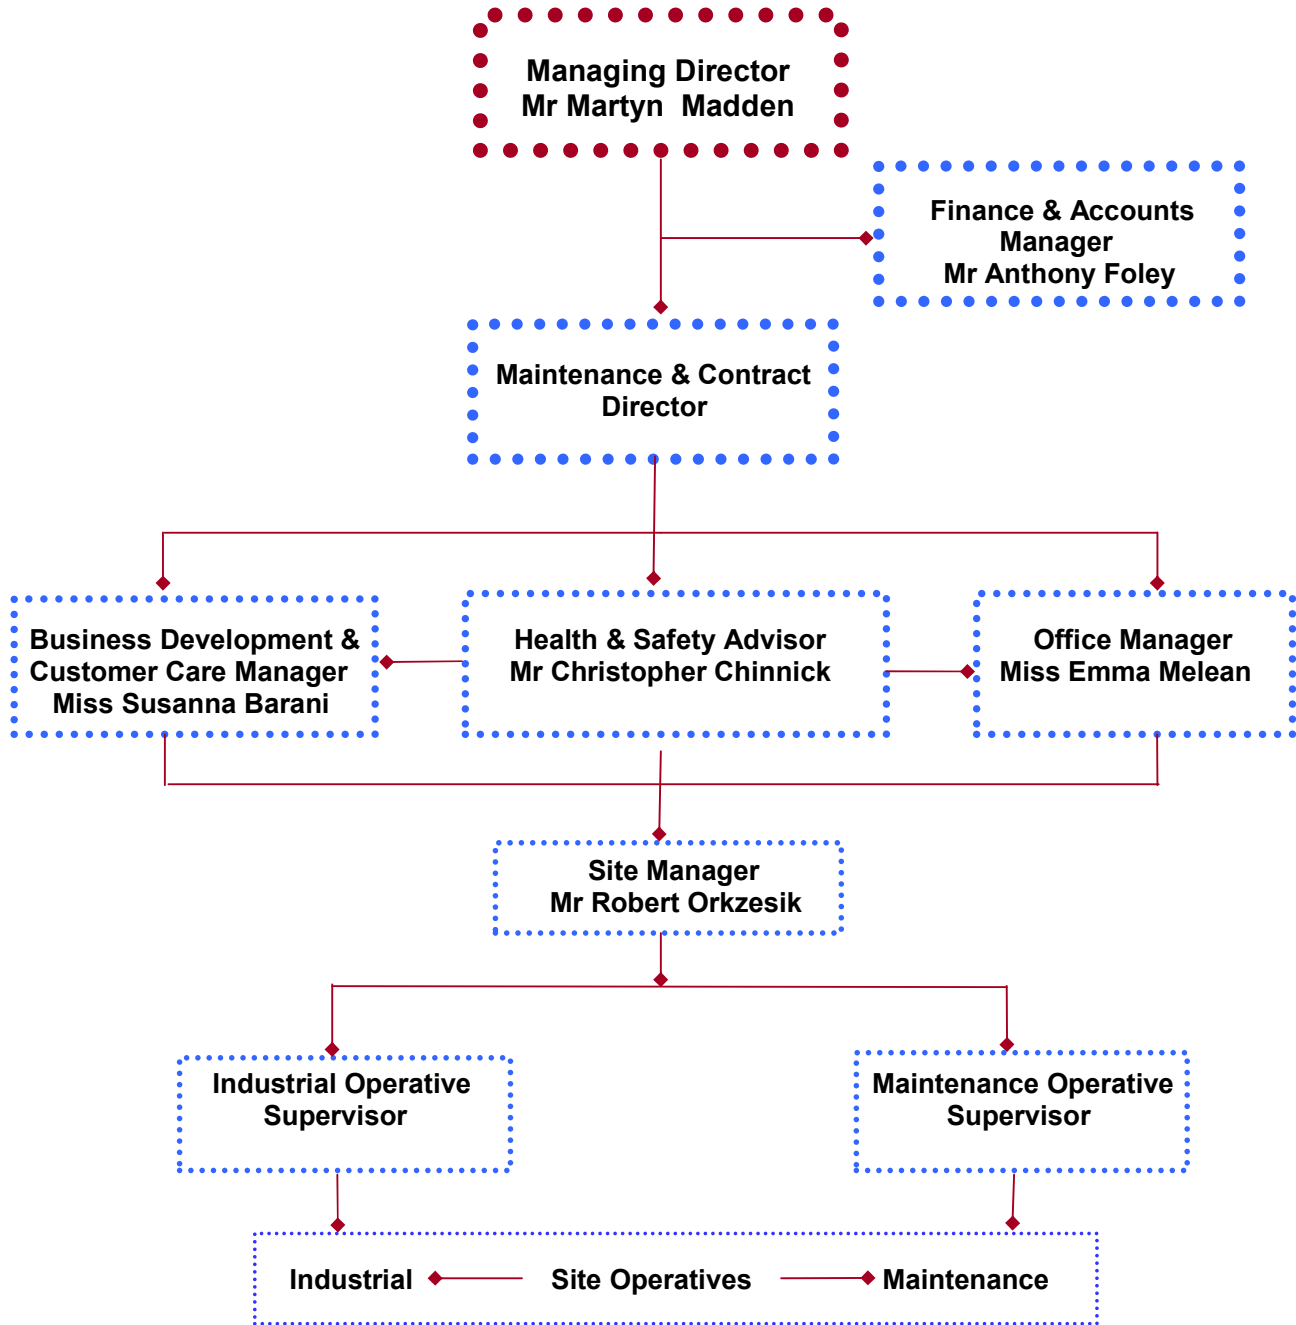 Managing Director
Mr Martyn Madden
Finance & Accounts
Manager
Mr Anthony Foley
Maintenance & Contract
Director
Business Development &
Customer Care Manager
Miss Susanna Barani
Health & Safety Advisor
Mr Christopher Chinnick
Office Manager
Miss Emma Melean
Site Manager
Mr Robert Orkzesik
Industrial Operative
Supervisor
Maintenance Operative
Supervisor
Industrial Site Operatives Maintenance